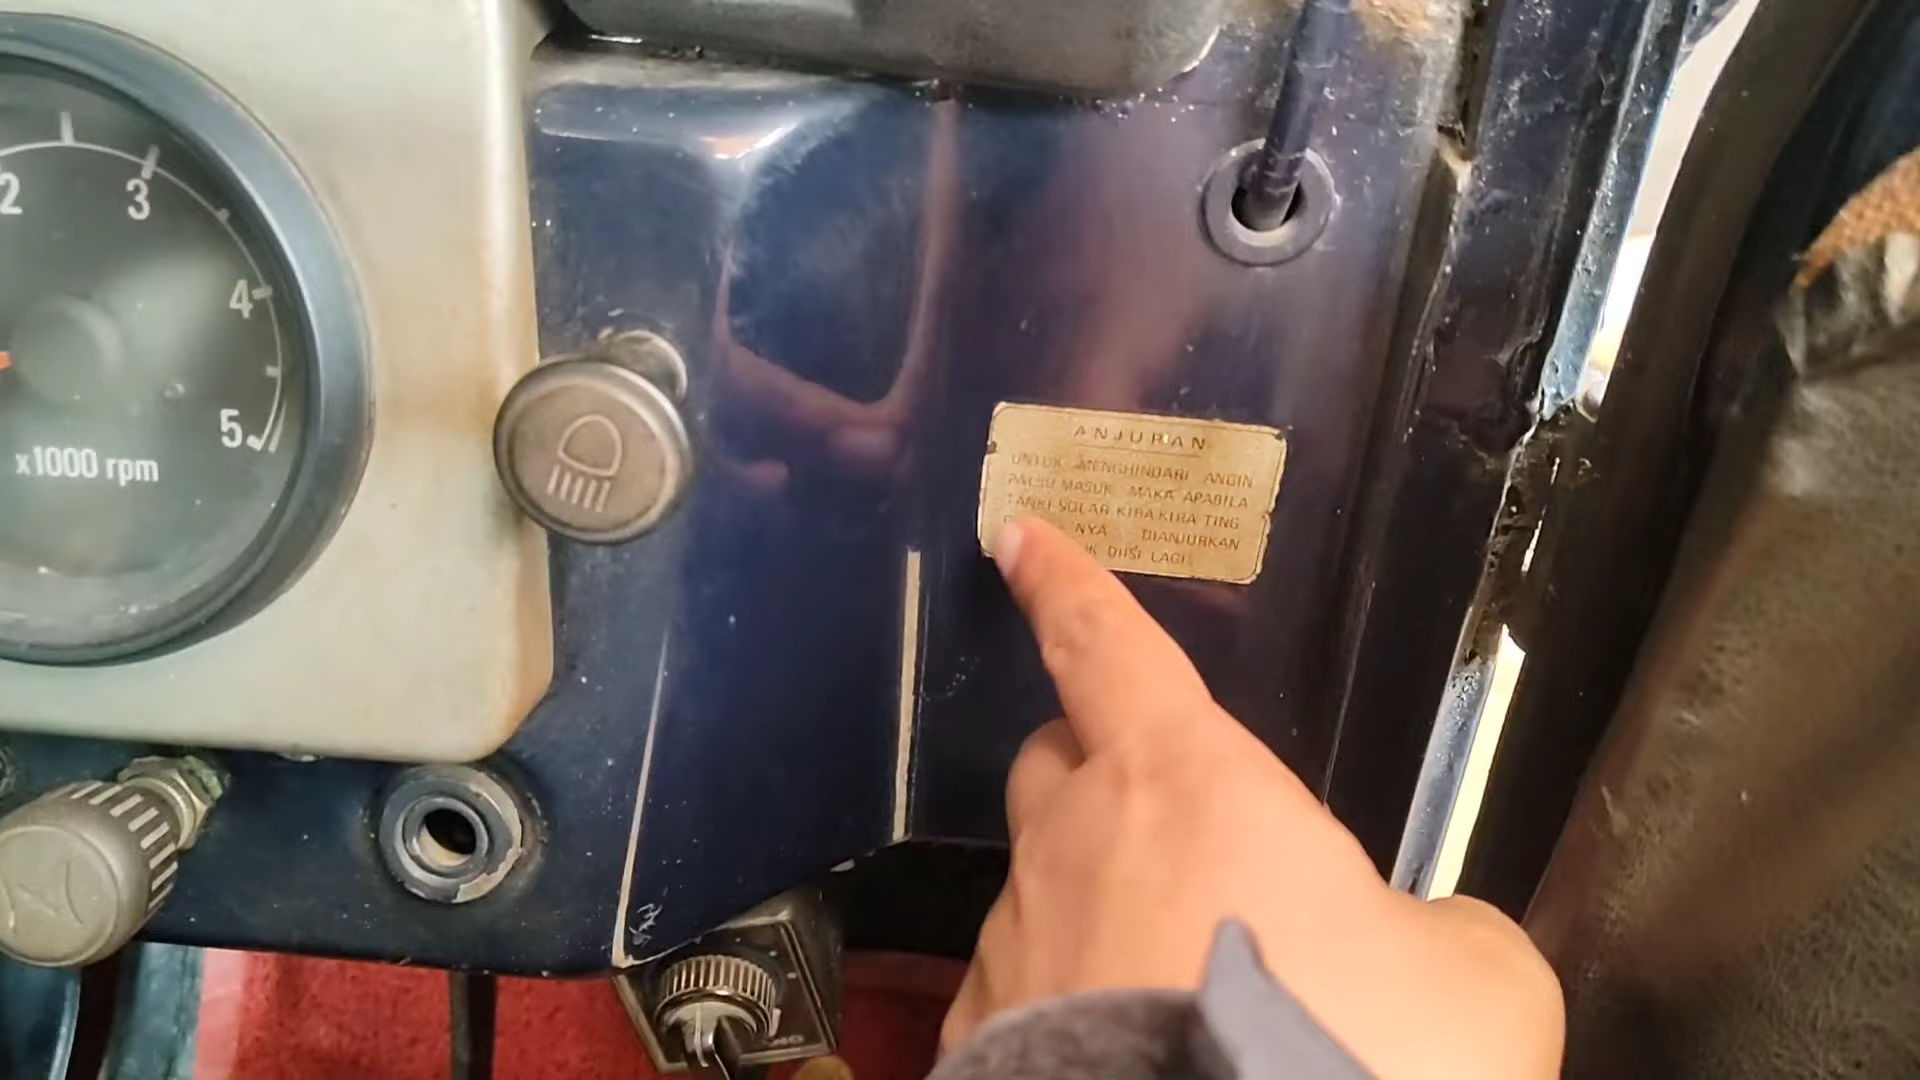 2
3
4
5
x1000 rpm
ANJURAN
UNTUK MENGHINDARI ANGIN
PALSU MASUK MAKA APABILA
TANKI SOLAR KIRA KIRA TING
NYA DIANJURKAN
DIISI LAGI